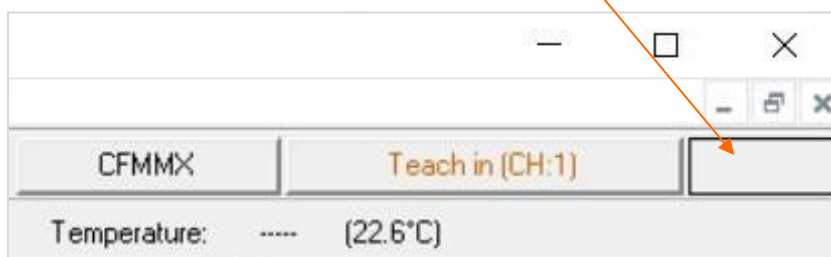 CFMMX Teach in (CH:1)
Temperature: ----- (22.6°C)